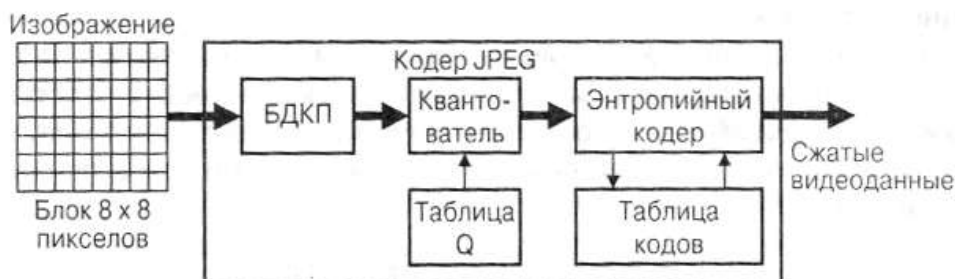 Изображение
Кодер JPEG
БДКП
Кванто-
ватель
Энтропийный
кодер
Сжатые
видеоданные
Блок 8 x 8
пикселов
Таблица
Q
Таблица
кодов